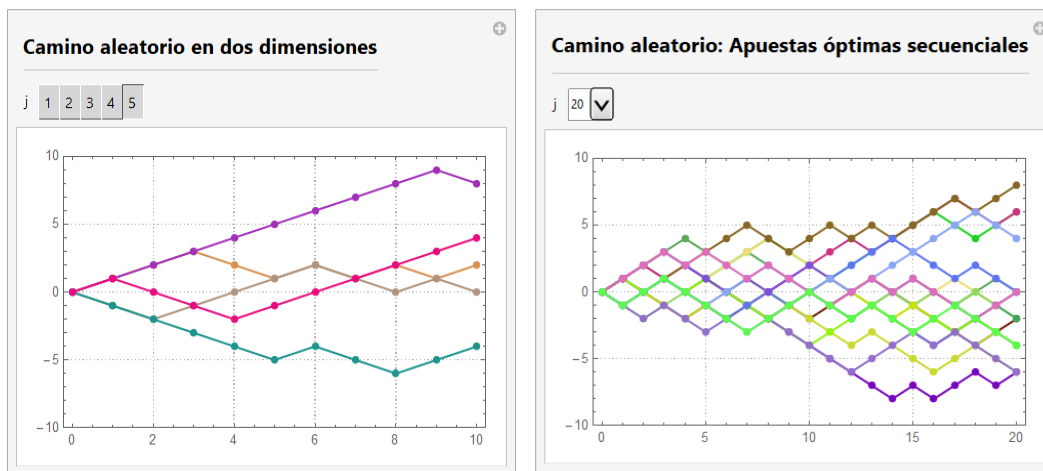 Camino aleatorio en dos dimensiones
j 1 2 3 4 5
10
5
0
−5
−10
0 2 4 6 8 10
Camino aleatorio: Apuestas óptimas secuenciales
j 20
10
5
0
−5
−10
0 5 10 15 20